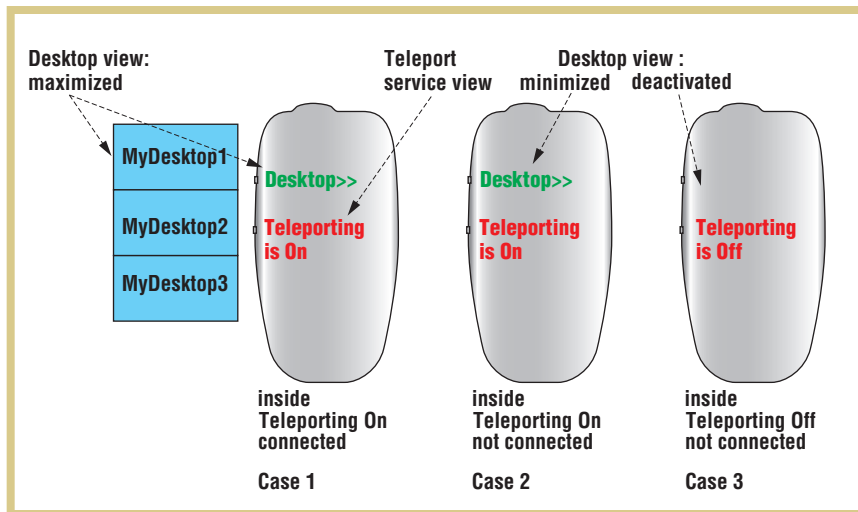 Desktop view:
maximized
Teleport
service view
Desktop view :
minimized
deactivated
MyDesktop1
MyDesktop2
MyDesktop3
Desktop>>
Teleporting
is On
Desktop>>
Teleporting
is On
Teleporting
is Off
inside
Teleporting On
connected
Case 1
inside
Teleporting On
not connected
Case 2
inside
Teleporting Off
not connected
Case 3